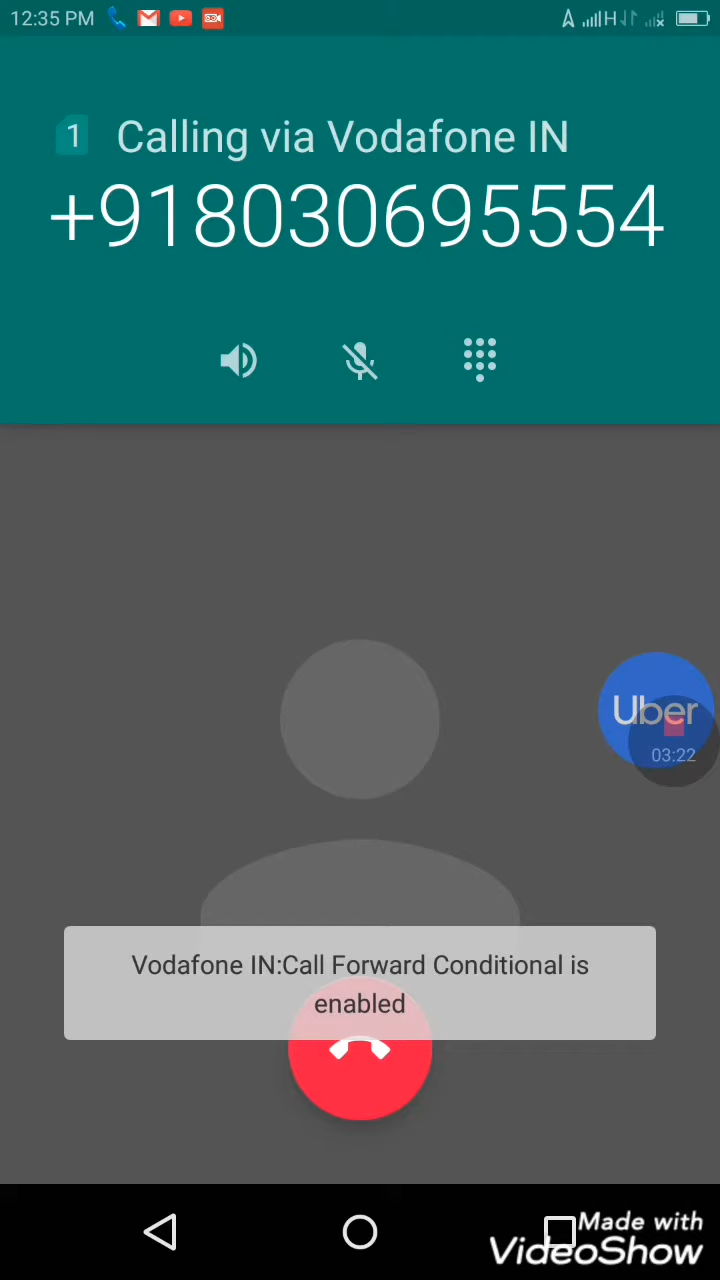 12:35 PM H
1 Calling via Vodafone IN
+918030695554
Uber
03:22
Vodafone IN:Call Forward Conditional is
enabled
Made with
VideoShow